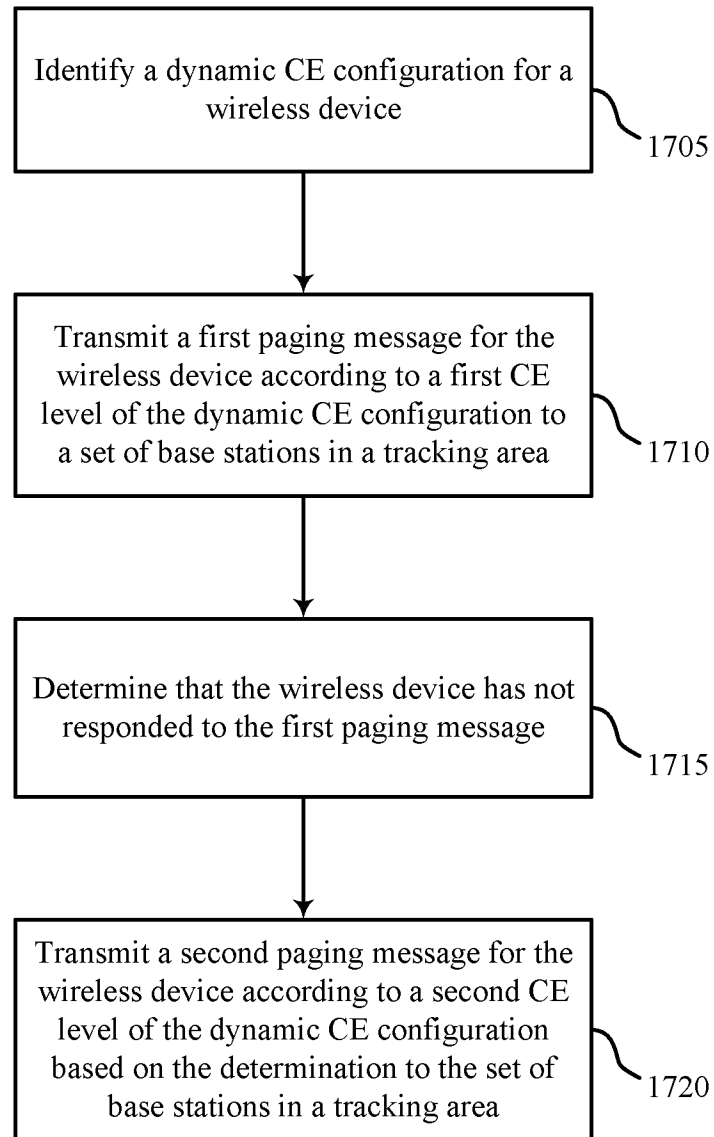 Identify a dynamic CE configuration for a
wireless device
1705
Transmit a first paging message for the
wireless device according to a first CE
level of the dynamic CE configuration to
a set of base stations in a tracking area
1710
Determine that the wireless device has not
responded to the first paging message
1715
Transmit a second paging message for the
wireless device according to a second CE
level of the dynamic CE configuration
based on the determination to the set of
base stations in a tracking area
1720